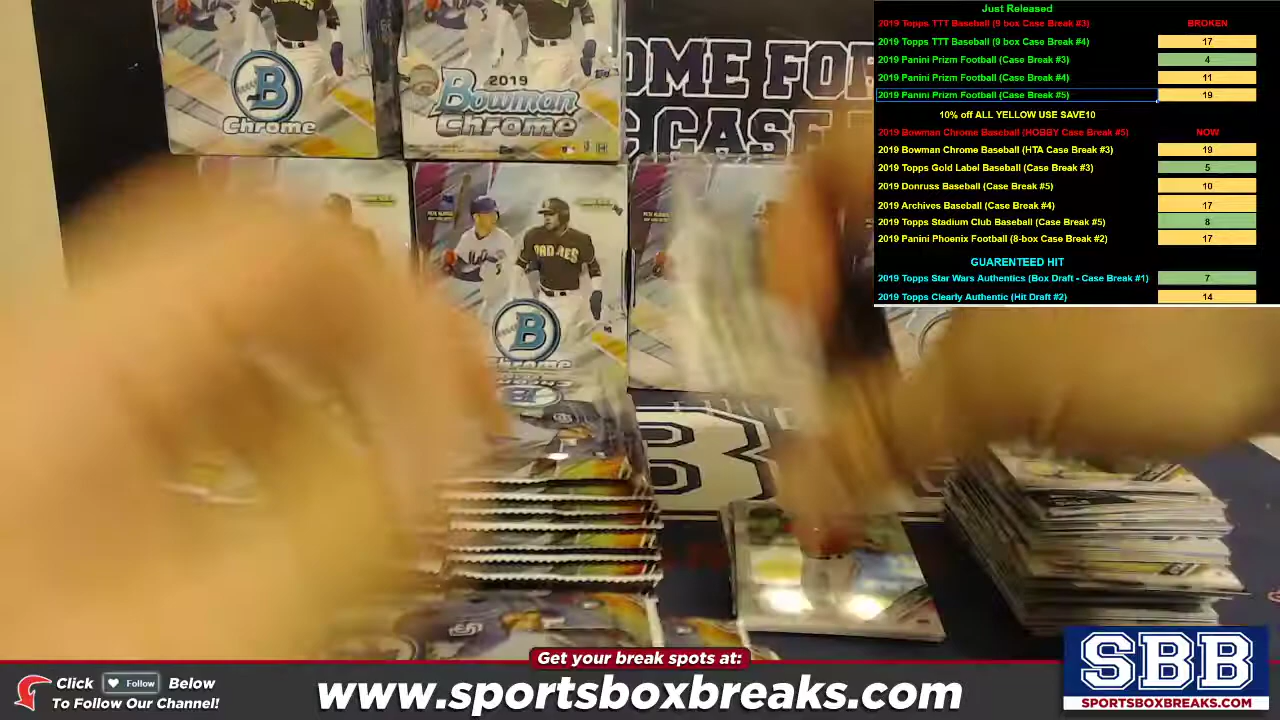 Just Released
2019 Topps TTT Baseball (9 box Case Break #3) BROKEN
2019 Topps TTT Baseball (9 box Case Break #4) 17
2019 Panini Prizm Football (Case Break #3) 4
2019 Panini Prizm Football (Case Break #4) 11
2019 Panini Prizm Football (Case Break #5) 19
10% off ALL YELLOW USE SAVE10
2019 Bowman Chrome Baseball (HOBBY Case Break #5) NOW
2019 Bowman Chrome Baseball (HTA Case Break #3) 19
2019 Topps Gold Label Baseball (Case Break #3) 5
2019 Donruss Baseball (Case Break #5) 10
2019 Archives Baseball (Case Break #4) 17
2019 Topps Stadium Club Baseball (Case Break #5) 8
2019 Panini Phoenix Football (8-box Case Break #2) 17
GUARENTEED HIT
2019 Topps Star Wars Authentics (Box Draft - Case Break #1) 7
2019 Topps Clearly Authentic (Hit Draft #2) 14
B
Chrome
2019
Bowman
Chrome
OME FOR
CASE
PADRES
B
Chrome
B
Get your break spots at:
Click Follow Below
To Follow Our Channel!
www.sportsboxbreaks.com
SBB
SPORTSBOXBREAKS.COM